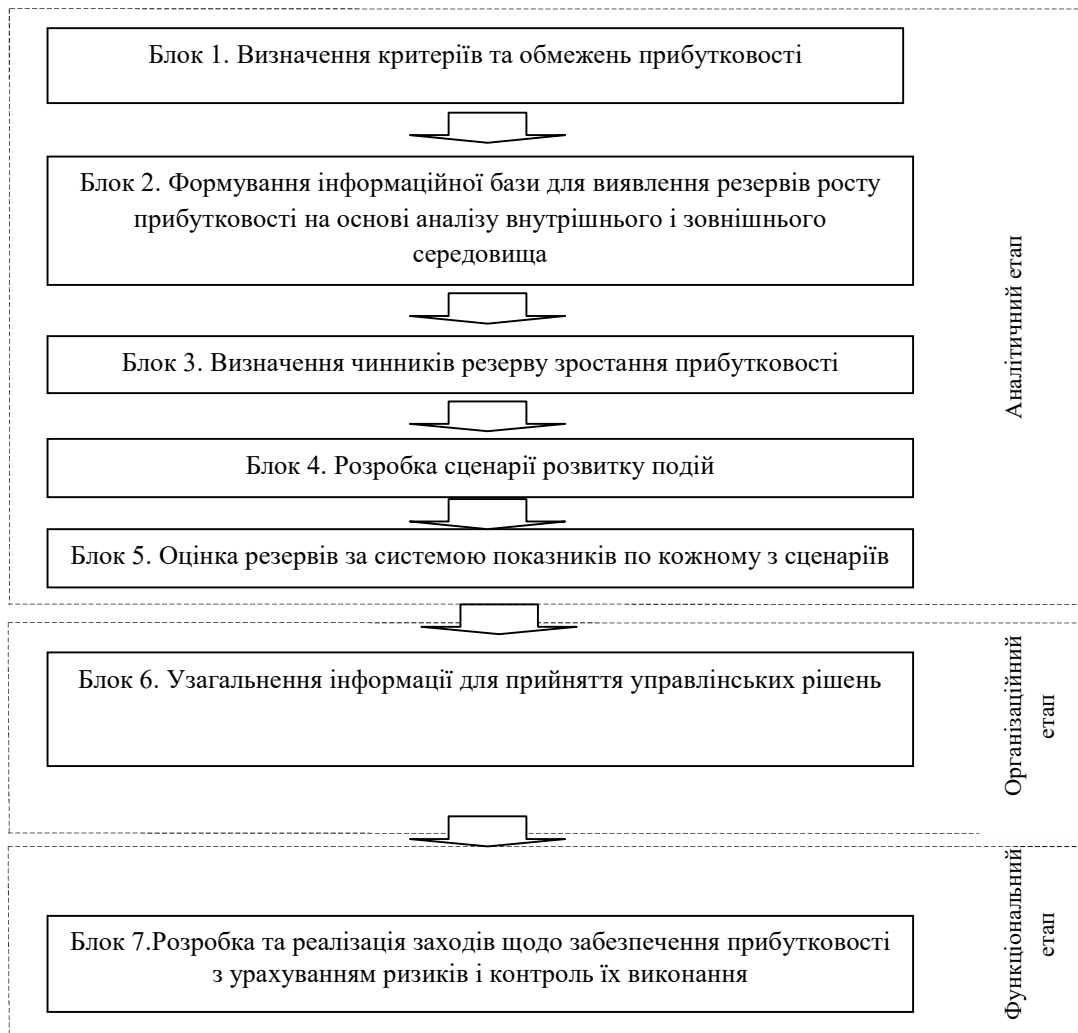 Блок 1. Визначення критеріїв та обмежень прибутковості
Блок 2. Формування інформаційної бази для виявлення резервів росту
прибутковості на основі аналізу внутрішнього і зовнішнього
середовища
Блок 3. Визначення чинників резерву зростання прибутковості
Блок 4. Розробка сценарії розвитку подій
Блок 5. Оцінка резервів за системою показників по кожному з сценаріїв
Аналітичний етап
Блок 6. Узагальнення інформації для прийняття управлінських рішень
Організаційний
етап
Блок 7.Розробка та реалізація заходів щодо забезпечення прибутковості
з урахуванням ризиків і контроль їх виконання
Функціональний
етап